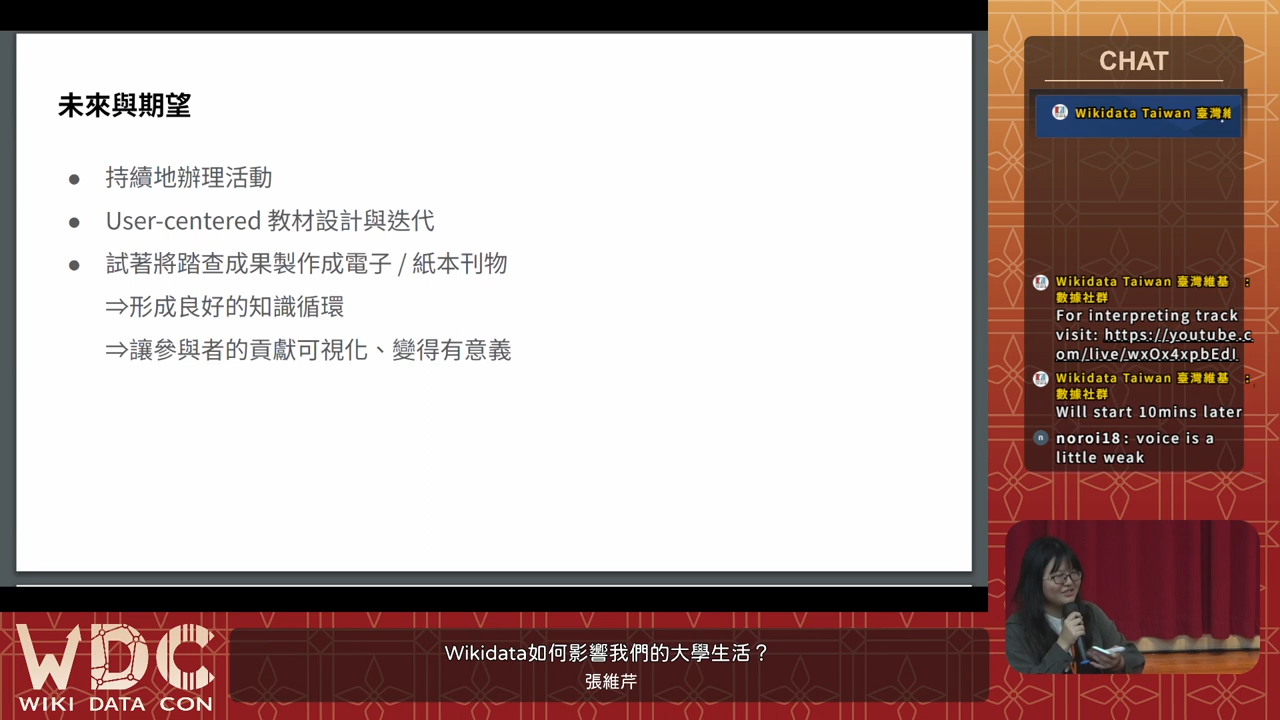 未來與期望
● 持續地辦理活動
● User-centered 教材設計與迭代
● 試著將踏查成果製作成電子 / 紙本刊物
⇒形成良好的知識循環
⇒讓參與者的貢獻可視化、變得有意義
CHAT
Wikidata Taiwan 臺灣維
Wikidata Taiwan 臺灣維基數據社群 :
For interpreting track
visit: https://youtube.c
om/live/wxOx4xpbEdI
Wikidata Taiwan 臺灣維基數據社群 :
Will start 10mins later
n noroi18: voice is a
little weak
WDC
WIKI DATA CON
Wikidata如何影響我們的大學生活？
張維芹